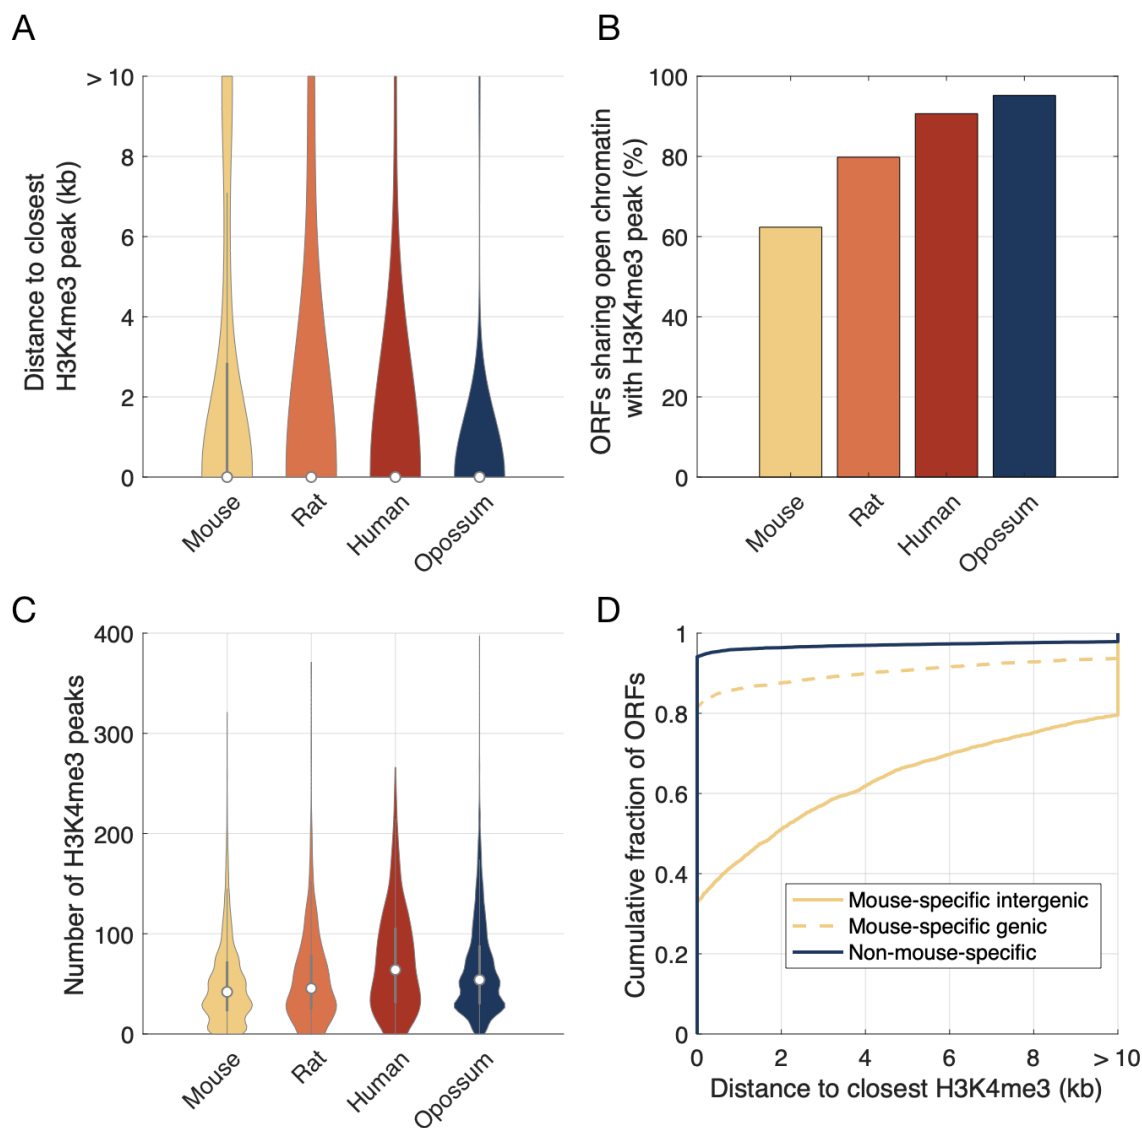 A
Distance to closest
H3K4me3 peak (kb)
> 10
8
6
4
2
0
Mouse
Rat
Human
Opossum
B
ORFs sharing open chromatin
with H3K4me3 peak (%)
100
80
60
40
20
0
Mouse
Rat
Human
Opossum
C
Number of H3K4me3 peaks
400
300
200
100
0
Mouse
Rat
Human
Opossum
D
Cumulative fraction of ORFs
1
0.8
0.6
0.4
0.2
0
Mouse-specific intergenic
Mouse-specific genic
Non-mouse-specific
0 2 4 6 8 > 10
Distance to closest H3K4me3 (kb)